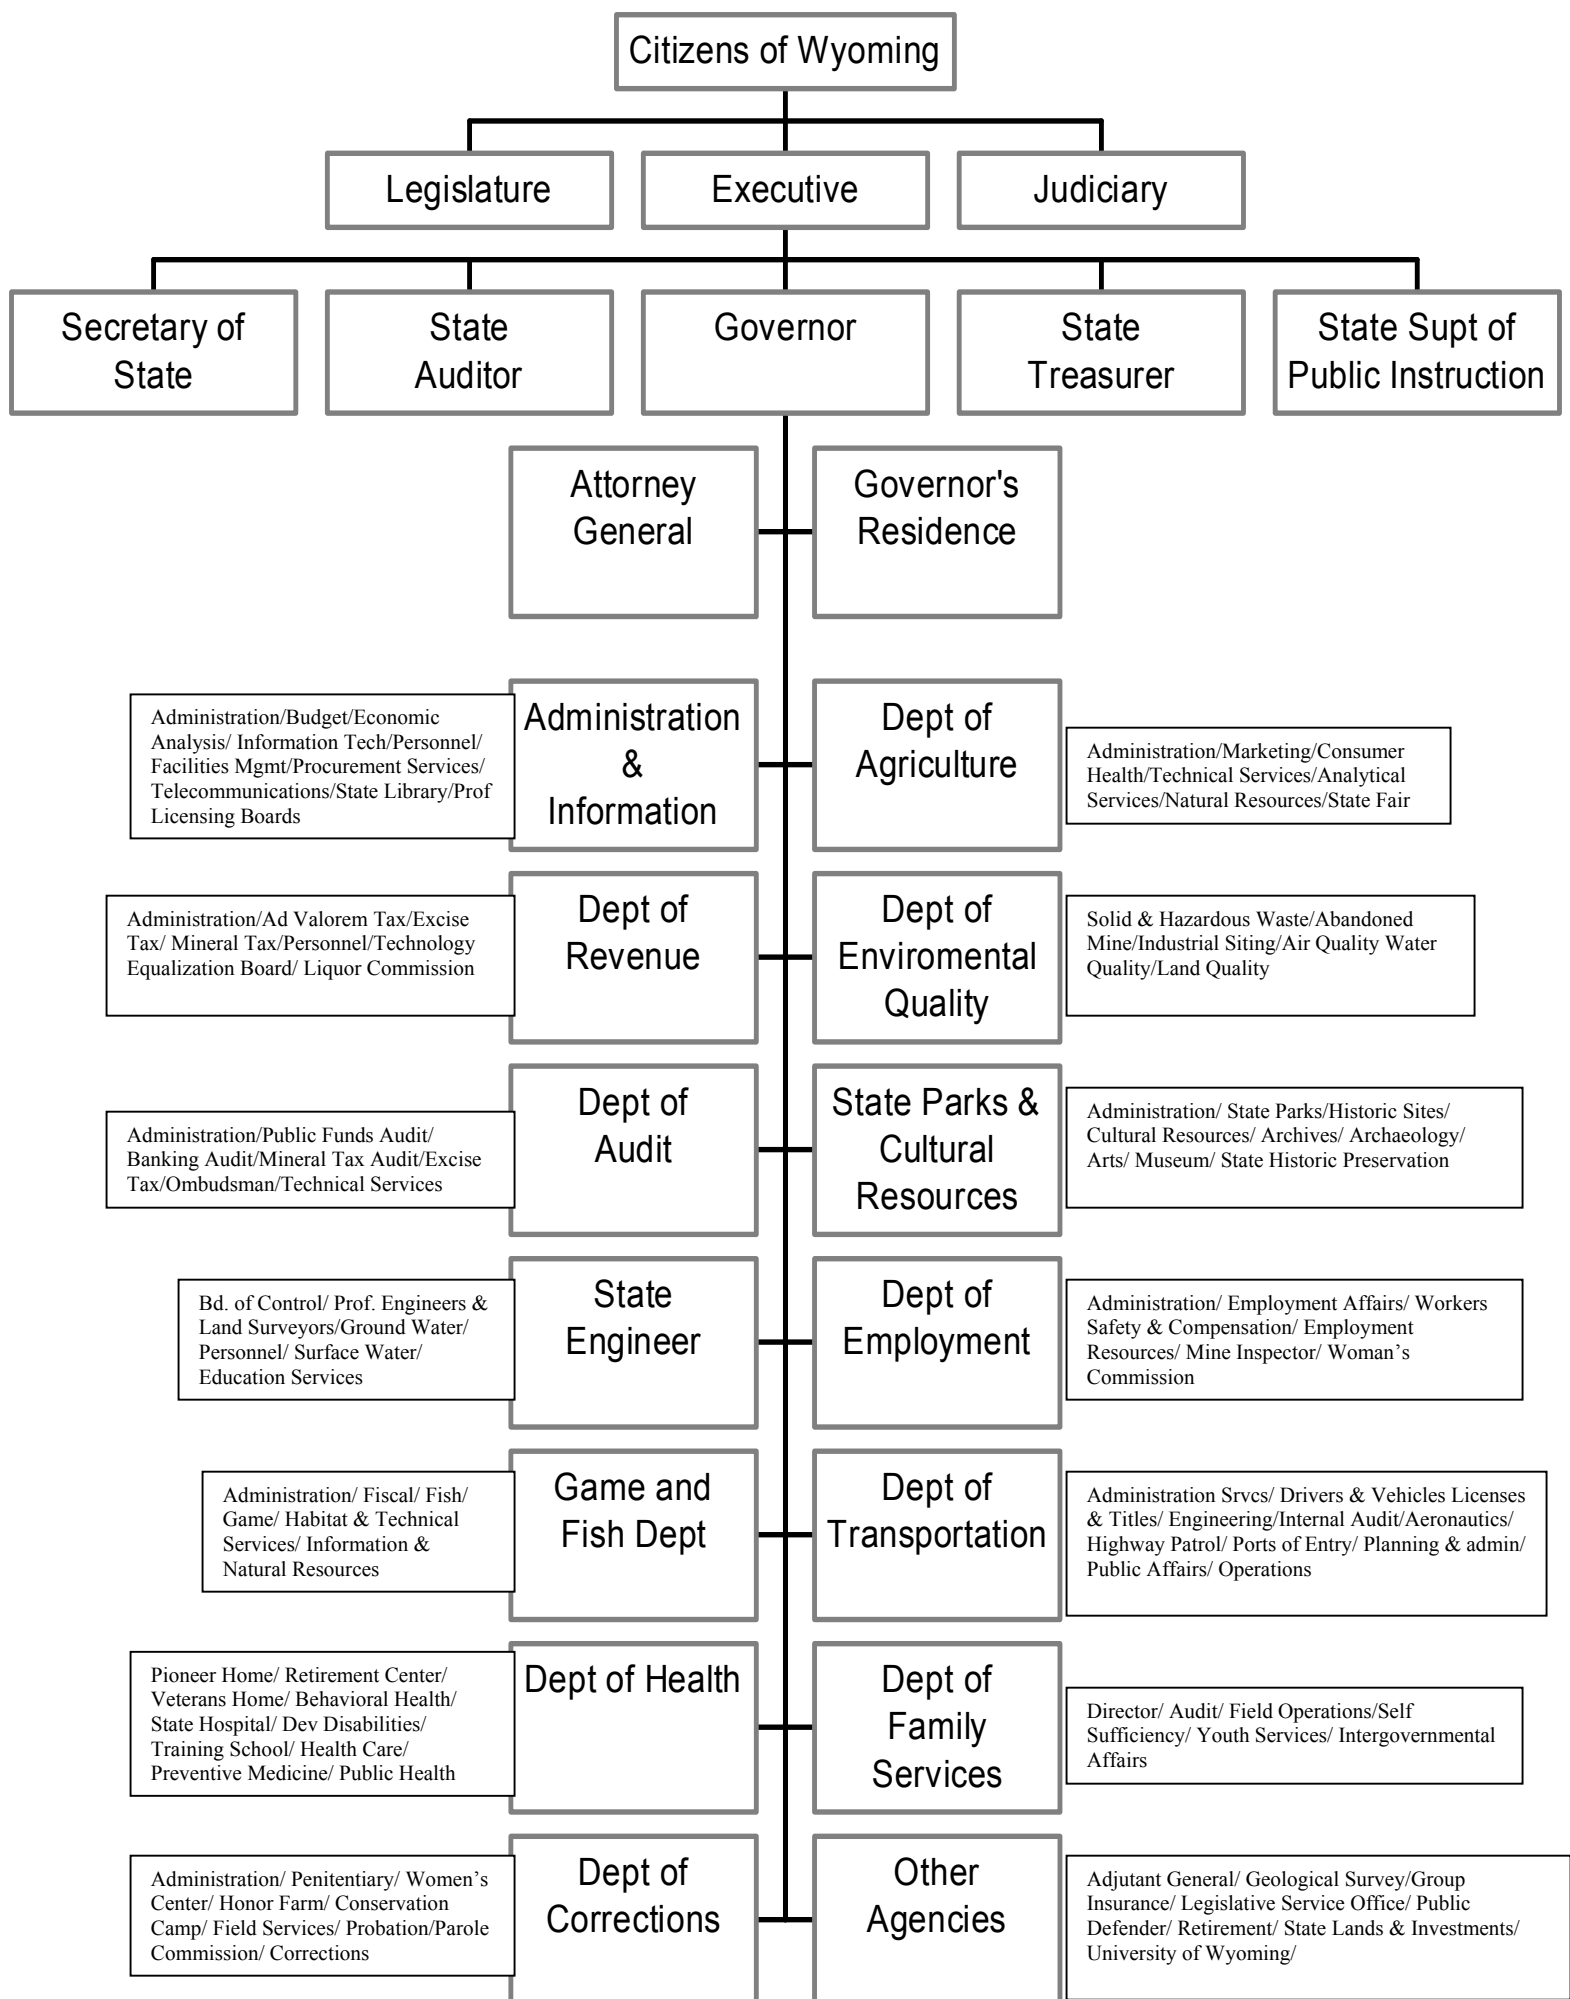 Citizens of Wyoming
Legislature
Executive
Judiciary
Secretary of
State
State
Auditor
Governor
State
Treasurer
State Supt of
Public Instruction
Attorney
General
Governor's
Residence
Administration/Budget/Economic
Analysis/ Information Tech/Personnel/
Facilities Mgmt/Procurement Services/
Telecommunications/State Library/Prof
Licensing Boards
Administration
&
Information
Dept of
Agriculture
Administration/Marketing/Consumer
Health/Technical Services/Analytical
Services/Natural Resources/State Fair
Administration/Ad Valorem Tax/Excise
Tax/ Mineral Tax/Personnel/Technology
Equalization Board/ Liquor Commission
Dept of
Revenue
Dept of
Enviromental
Quality
Solid & Hazardous Waste/Abandoned
Mine/Industrial Siting/Air Quality Water
Quality/Land Quality
Administration/Public Funds Audit/
Banking Audit/Mineral Tax Audit/Excise
Tax/Ombudsman/Technical Services
Dept of
Audit
State Parks &
Cultural
Resources
Administration/ State Parks/Historic Sites/
Cultural Resources/ Archives/ Archaeology/
Arts/ Museum/ State Historic Preservation
Bd. of Control/ Prof. Engineers &
Land Surveyors/Ground Water/
Personnel/ Surface Water/
Education Services
State
Engineer
Dept of
Employment
Administration/ Employment Affairs/ Workers
Safety & Compensation/ Employment
Resources/ Mine Inspector/ Woman’s
Commission
Administration/ Fiscal/ Fish/
Game/ Habitat & Technical
Services/ Information &
Natural Resources
Game and
Fish Dept
Dept of
Transportation
Administration Srvcs/ Drivers & Vehicles Licenses
& Titles/ Engineering/Internal Audit/Aeronautics/
Highway Patrol/ Ports of Entry/ Planning & admin/
Public Affairs/ Operations
Pioneer Home/ Retirement Center/
Veterans Home/ Behavioral Health/
State Hospital/ Dev Disabilities/
Training School/ Health Care/
Preventive Medicine/ Public Health
Dept of Health
Dept of
Family
Services
Director/ Audit/ Field Operations/Self
Sufficiency/ Youth Services/ Intergovernmental
Affairs
Administration/ Penitentiary/ Women’s
Center/ Honor Farm/ Conservation
Camp/ Field Services/ Probation/Parole
Commission/ Corrections
Dept of
Corrections
Other
Agencies
Adjutant General/ Geological Survey/Group
Insurance/ Legislative Service Office/ Public
Defender/ Retirement/ State Lands & Investments/
University of Wyoming/